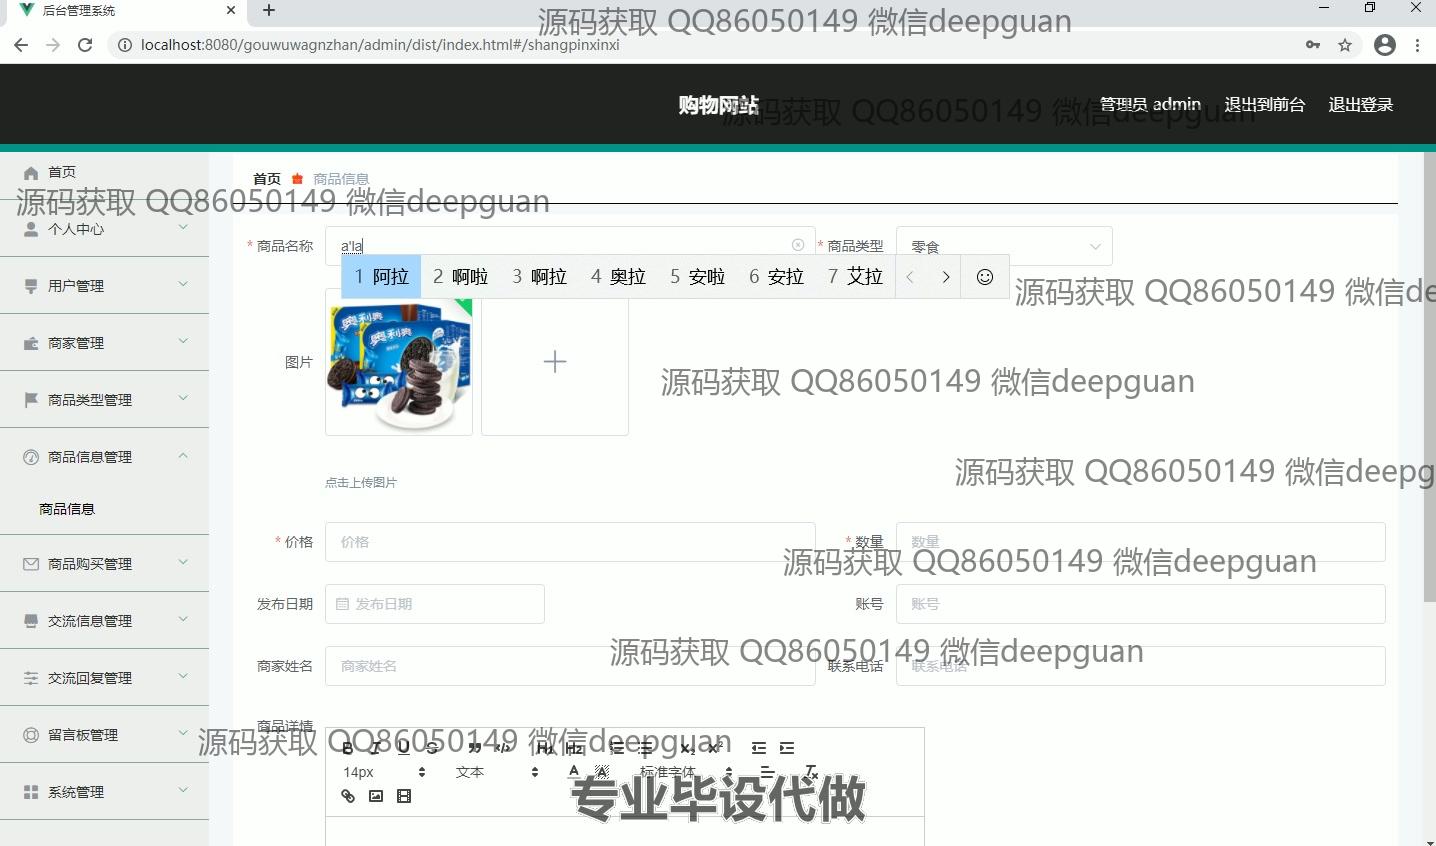 后台管理系统
源码获取 QQ86050149 微信deepguan
localhost:8080/gouwuwagnzhan/admin/dist/index.html#/shangpinxinxi
购物网站
管理员 admin 退出到前台 退出登录
源码获取 QQ86050149 微信deepguan
首页
首页 商品信息
源码获取 QQ86050149 微信deepguan
个人中心
* 商品名称 a'la * 商品类型 零食
1 阿拉 2 啊啦 3 啊拉 4 奥拉 5 安啦 6 安拉 7 艾拉
用户管理
源码获取 QQ86050149 微信de
奥利奥
奥利奥
商家管理
图片
源码获取 QQ86050149 微信deepguan
商品类型管理
商品信息管理
源码获取 QQ86050149 微信deepg
点击上传图片
商品信息
* 价格 价格 * 数量 数量
商品购买管理
源码获取 QQ86050149 微信deepguan
发布日期 发布日期 账号 账号
交流信息管理
源码获取 QQ86050149 微信deepguan
商家姓名 商家姓名 联系电话 联系电话
交流回复管理
商品详情
留言板管理
源码获取 QQ86050149 微信deepguan
B I U S H1 H2 X2 X2
14px 文本 A A 标准字体 Tx
系统管理
专业毕设代做